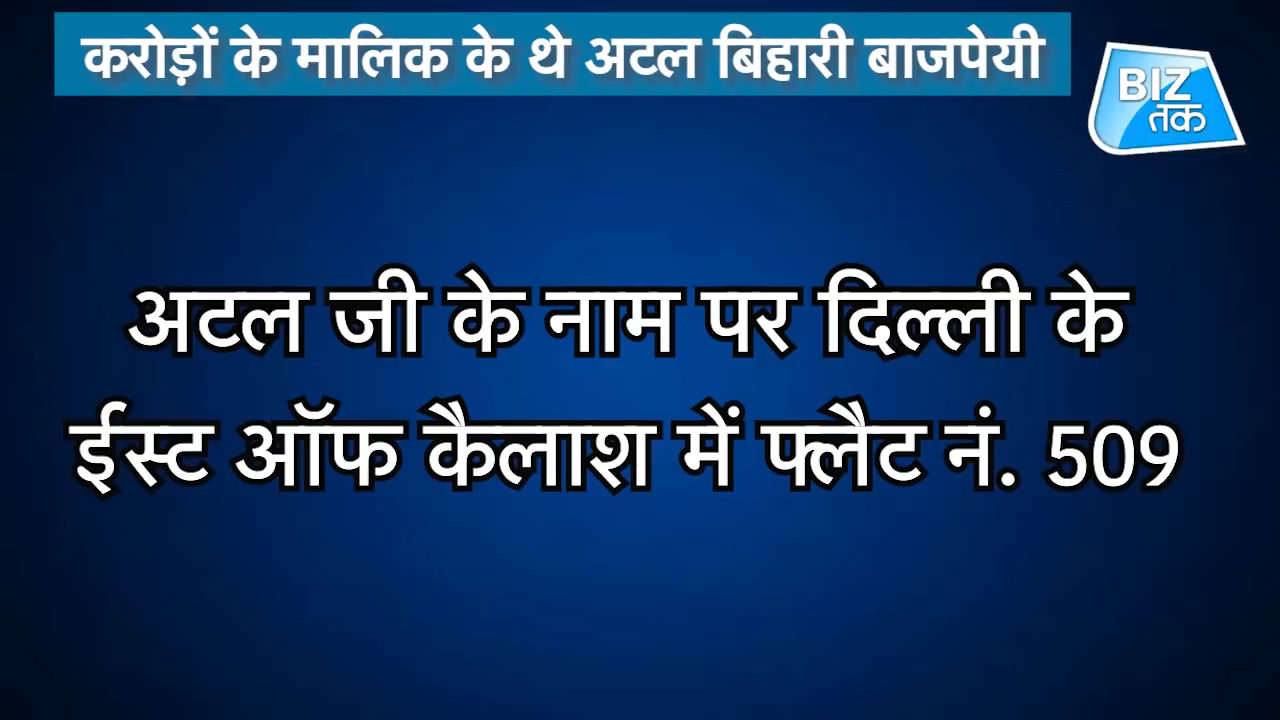 करोड़ों के मालिक के थे अटल बिहारी बाजपेयी
BIZ
तक
अटल जी के नाम पर दिल्ली के
ईस्ट ऑफ कैलाश में फ्लैट नं. 509